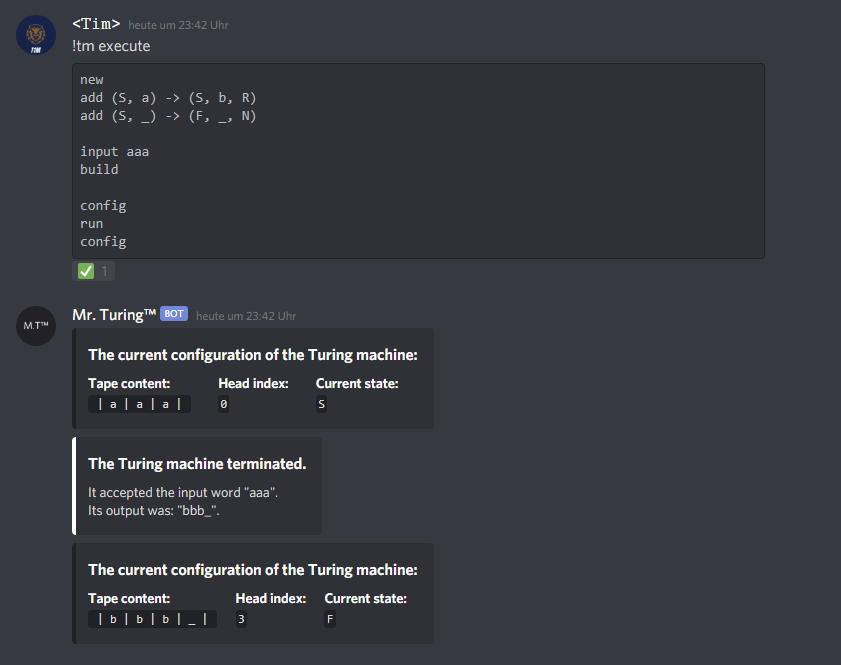 <Tim> heute um 23:42 Uhr
!tm execute
new
add (S, a) -> (S, b, R)
add (S, _) -> (F, _, N)
input aaa
build
config
run
config
✅ 1
M.T™ Mr. Turing™ BOT heute um 23:42 Uhr
The current configuration of the Turing machine:
Tape content: Head index: Current state:
| a | a | a | 0 S
The Turing machine terminated.
It accepted the input word "aaa".
Its output was: "bbb_".
The current configuration of the Turing machine:
Tape content: Head index: Current state:
| b | b | b | _ | 3 F